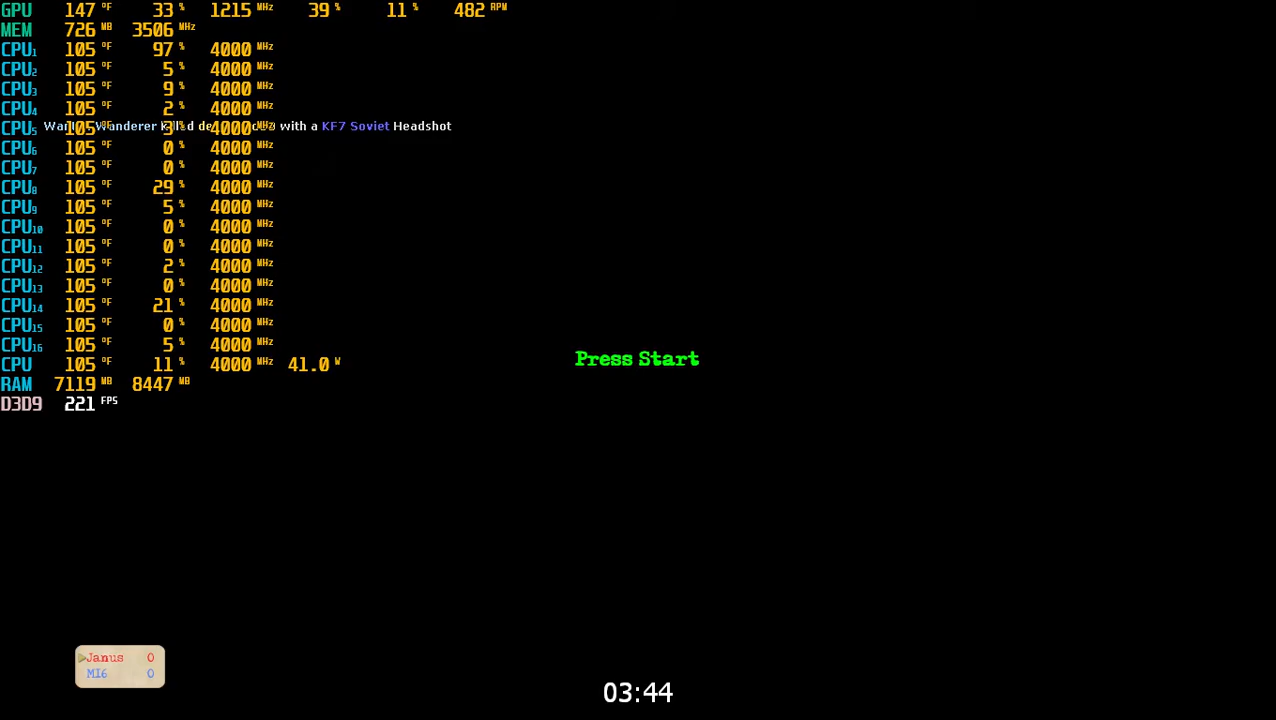 GPU 147 °F 33 % 1215 MHz 39 % 11 % 482 RPM
MEM 726 MB 3506 MHz
CPU1 105 °F 97 % 4000 MHz
CPU2 105 °F 5 % 4000 MHz
CPU3 105 °F 9 % 4000 MHz
CPU4 105 °F 2 % 4000 MHz
Wanderer with a KF7 Soviet Headshot
CPU5 105 °F 3 % 4000 MHz
CPU6 105 °F 0 % 4000 MHz
CPU7 105 °F 0 % 4000 MHz
CPU8 105 °F 29 % 4000 MHz
CPU9 105 °F 5 % 4000 MHz
CPU10 105 °F 0 % 4000 MHz
CPU11 105 °F 0 % 4000 MHz
CPU12 105 °F 2 % 4000 MHz
CPU13 105 °F 0 % 4000 MHz
CPU14 105 °F 21 % 4000 MHz
CPU15 105 °F 0 % 4000 MHz
CPU16 105 °F 5 % 4000 MHz
CPU 105 °F 11 % 4000 MHz 41.0 W
Press Start
RAM 7119 MB 8447 MB
D3D9 221 FPS
Janus 0
MI6 0
03:44